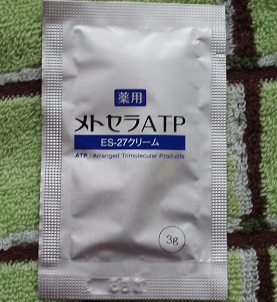 薬用
メトセラATP
ES-27クリーム
ATP : Arranged Trimolecular Products
3g